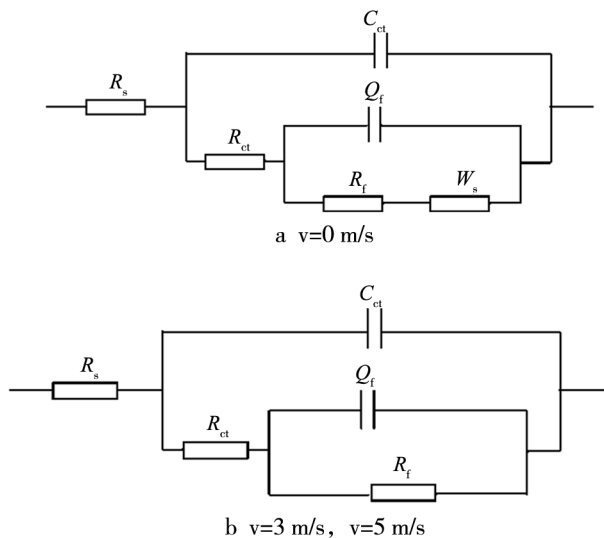 C_ct
R_s
Q_f
R_ct
R_f W_s
a v=0 m/s
C_ct
R_s
Q_f
R_ct
R_f
b v=3 m/s, v=5 m/s